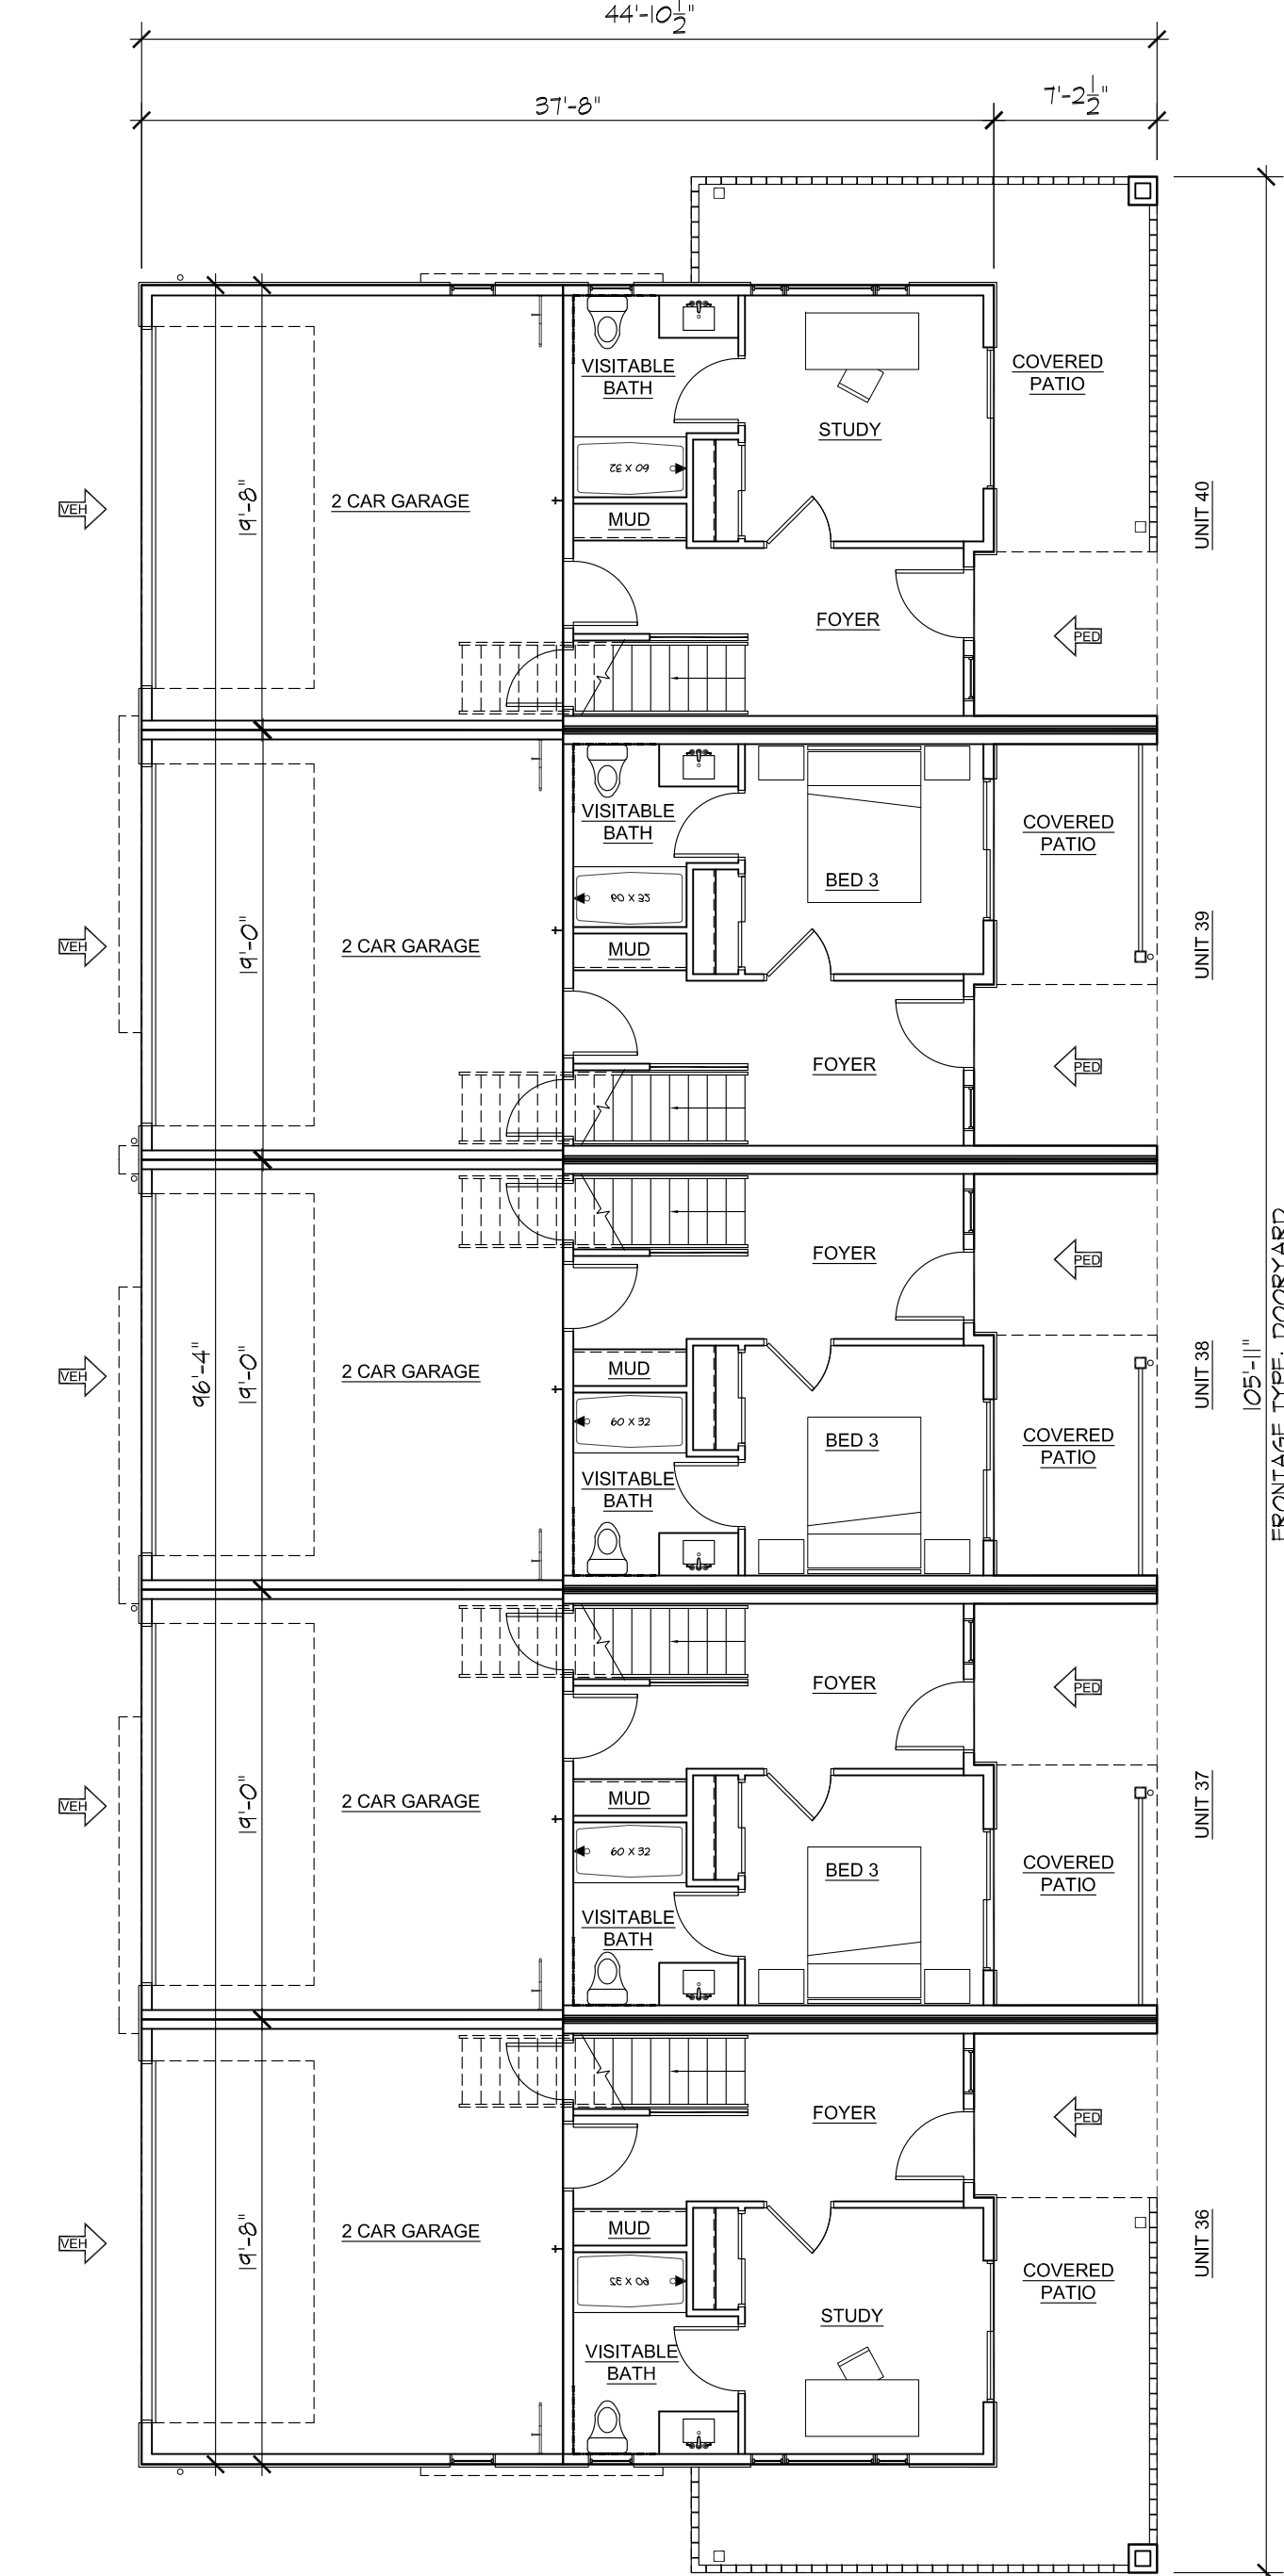 44'-10 1/2"
37'-8"
7'-2 1/2"
VISITABLE
BATH
COVERED
PATIO
STUDY
60 X 32
VEH
19'-8"
2 CAR GARAGE
MUD
UNIT 40
FOYER
PED
VISITABLE
BATH
COVERED
PATIO
BED 3
60 X 32
VEH
19'-0"
2 CAR GARAGE
MUD
UNIT 39
FOYER
PED
FOYER
PED
VEH
96'-4"
19'-0"
2 CAR GARAGE
MUD
UNIT 38
105'-11"
FRONTAGE TYPE: DOORYARD
60 X 32
BED 3
COVERED
PATIO
VISITABLE
BATH
FOYER
PED
VEH
19'-0"
2 CAR GARAGE
MUD
UNIT 37
60 X 32
BED 3
COVERED
PATIO
VISITABLE
BATH
FOYER
PED
VEH
19'-8"
2 CAR GARAGE
MUD
UNIT 36
60 X 32
COVERED
PATIO
STUDY
VISITABLE
BATH